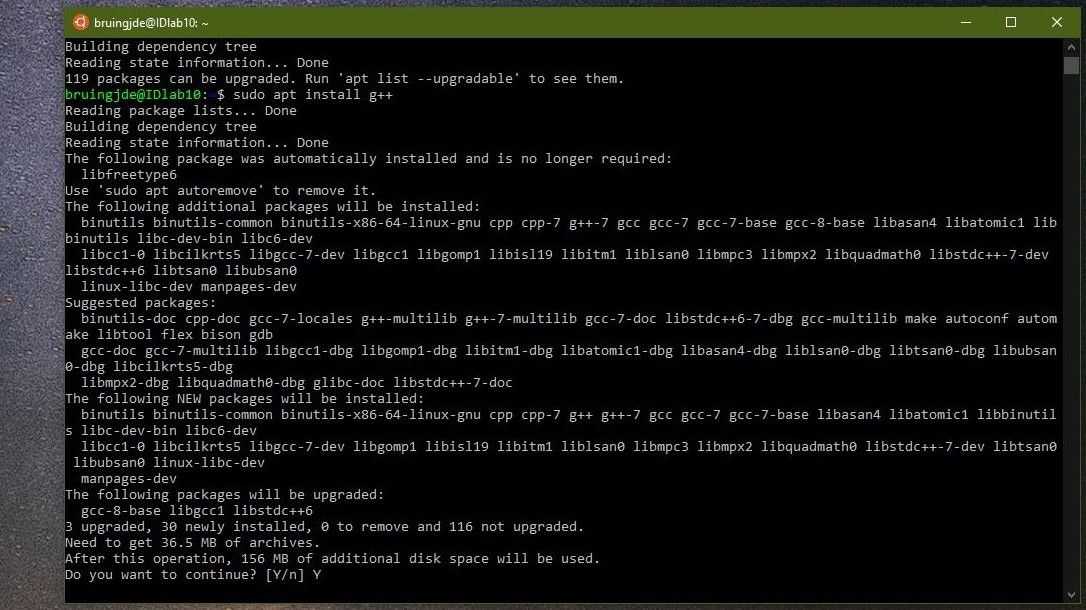 bruingjde@IDlab10: ~
Building dependency tree
Reading state information... Done
119 packages can be upgraded. Run 'apt list --upgradable' to see them.
bruingjde@IDlab10:~$ sudo apt install g++
Reading package lists... Done
Building dependency tree
Reading state information... Done
The following package was automatically installed and is no longer required:
libfreetype6
Use 'sudo apt autoremove' to remove it.
The following additional packages will be installed:
binutils binutils-common binutils-x86-64-linux-gnu cpp cpp-7 g++-7 gcc gcc-7 gcc-7-base gcc-8-base libasan4 libatomic1 lib
binutils libc-dev-bin libc6-dev
libcc1-0 libcilkrts5 libgcc-7-dev libgcc1 libgomp1 libisl19 libitm1 liblsan0 libmpc3 libmpx2 libquadmath0 libstdc++-7-dev
libstdc++6 libtsan0 libubsan0
linux-libc-dev manpages-dev
Suggested packages:
binutils-doc cpp-doc gcc-7-locales g++-multilib g++-7-multilib gcc-7-doc libstdc++6-7-dbg gcc-multilib make autoconf autom
ake libtool flex bison gdb
gcc-doc gcc-7-multilib libgcc1-dbg libgomp1-dbg libitm1-dbg libatomic1-dbg libasan4-dbg liblsan0-dbg libtsan0-dbg libubsan
0-dbg libcilkrts5-dbg
libmpx2-dbg libquadmath0-dbg glibc-doc libstdc++-7-doc
The following NEW packages will be installed:
binutils binutils-common binutils-x86-64-linux-gnu cpp cpp-7 g++ g++-7 gcc gcc-7 gcc-7-base libasan4 libatomic1 libbinutil
s libc-dev-bin libc6-dev
libcc1-0 libcilkrts5 libgcc-7-dev libgomp1 libisl19 libitm1 liblsan0 libmpc3 libmpx2 libquadmath0 libstdc++-7-dev libtsan0
libubsan0 linux-libc-dev
manpages-dev
The following packages will be upgraded:
gcc-8-base libgcc1 libstdc++6
3 upgraded, 30 newly installed, 0 to remove and 116 not upgraded.
Need to get 36.5 MB of archives.
After this operation, 156 MB of additional disk space will be used.
Do you want to continue? [Y/n] Y